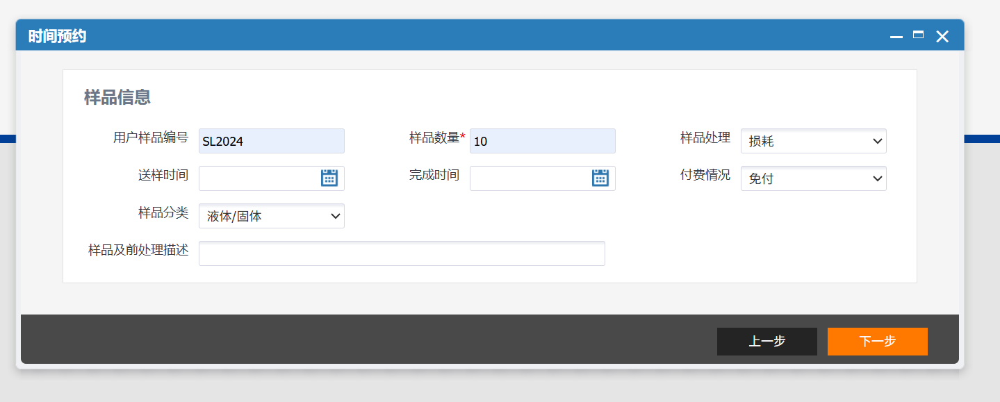 时间预约
样品信息
用户样品编号 SL2024 样品数量* 10 样品处理 损耗
送样时间 完成时间 付费情况 免付
样品分类 液体/固体
样品及前处理描述
上一步 下一步